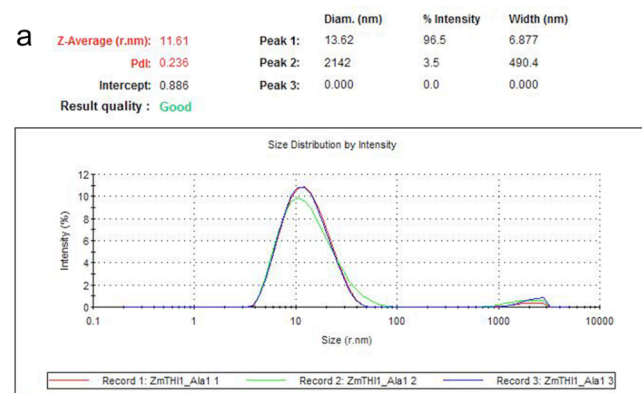 a
Diam. (nm) % Intensity Width (nm)
Z-Average (r.nm): 11.61 Peak 1: 13.62 96.5 6.877
PdI: 0.236 Peak 2: 2142 3.5 490.4
Intercept: 0.886 Peak 3: 0.000 0.0 0.000
Result quality : Good
Size Distribution by Intensity
Intensity (%)
12
10
8
6
4
2
0
0.1 1 10 100 1000 10000
Size (r.nm)
Record 1: ZmTHI1_Ala1 1 Record 2: ZmTHI1_Ala1 2 Record 3: ZmTHI1_Ala1 3